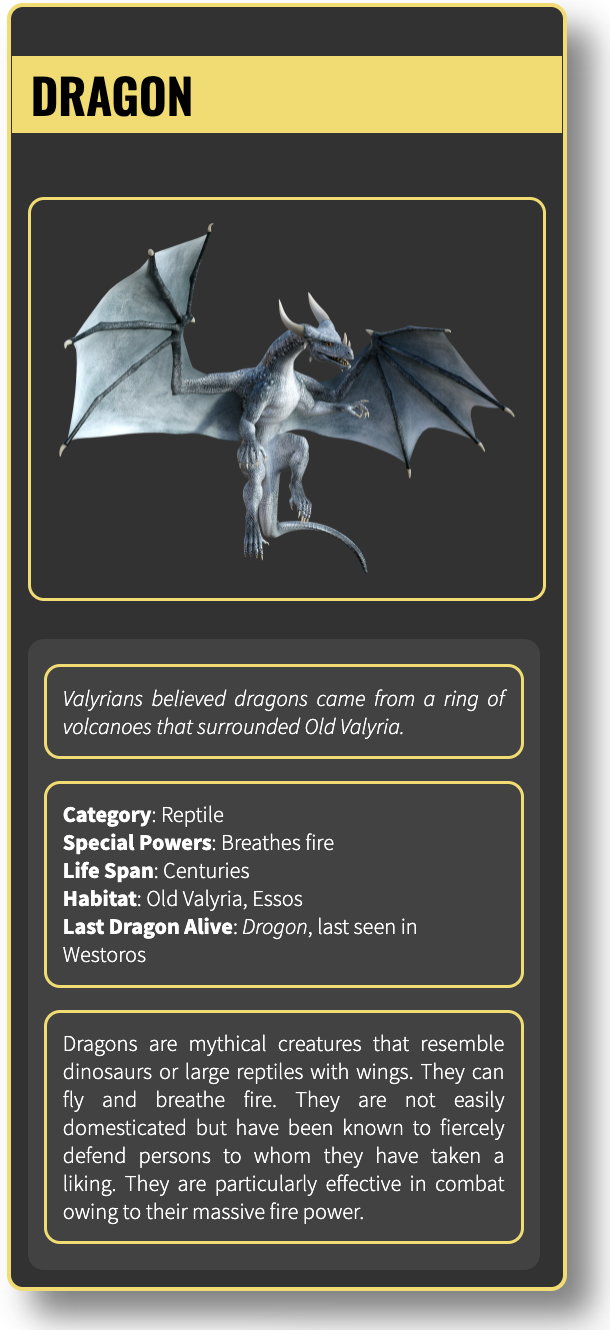 DRAGON
Valyrians believed dragons came from a ring of
volcanoes that surrounded Old Valyria.
Category: Reptile
Special Powers: Breathes fire
Life Span: Centuries
Habitat: Old Valyria, Essos
Last Dragon Alive: Drogon, last seen in
Westoros
Dragons are mythical creatures that resemble
dinosaurs or large reptiles with wings. They can
fly and breathe fire. They are not easily
domesticated but have been known to fiercely
defend persons to whom they have taken a
liking. They are particularly effective in combat
owing to their massive fire power.